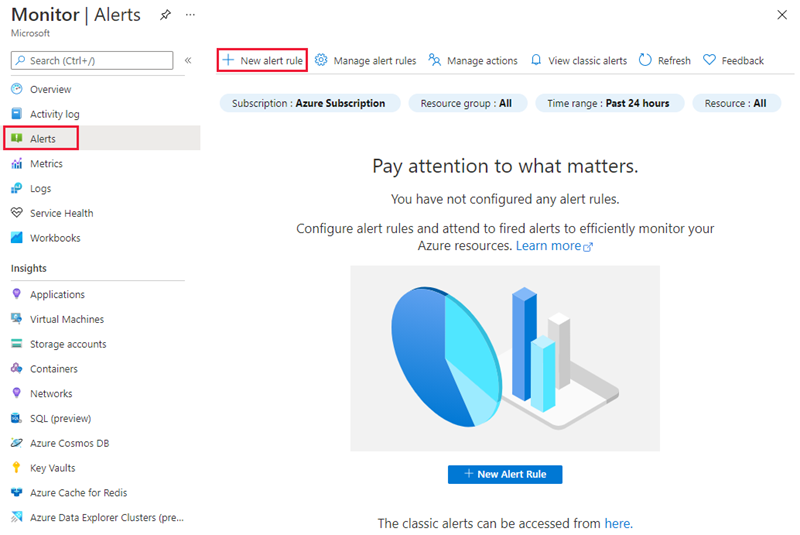 Monitor | Alerts
Microsoft
Search (Ctrl+/)
Overview
Activity log
Alerts
Metrics
Logs
Service Health
Workbooks
Insights
Applications
Virtual Machines
Storage accounts
Containers
Networks
SQL (preview)
Azure Cosmos DB
Key Vaults
Azure Cache for Redis
Azure Data Explorer Clusters (pre...
New alert rule Manage alert rules Manage actions View classic alerts Refresh Feedback
Subscription : Azure Subscription Resource group : All Time range : Past 24 hours Resource : All
Pay attention to what matters.
You have not configured any alert rules.
Configure alert rules and attend to fired alerts to efficiently monitor your
Azure resources. Learn more
+ New Alert Rule
The classic alerts can be accessed from here.